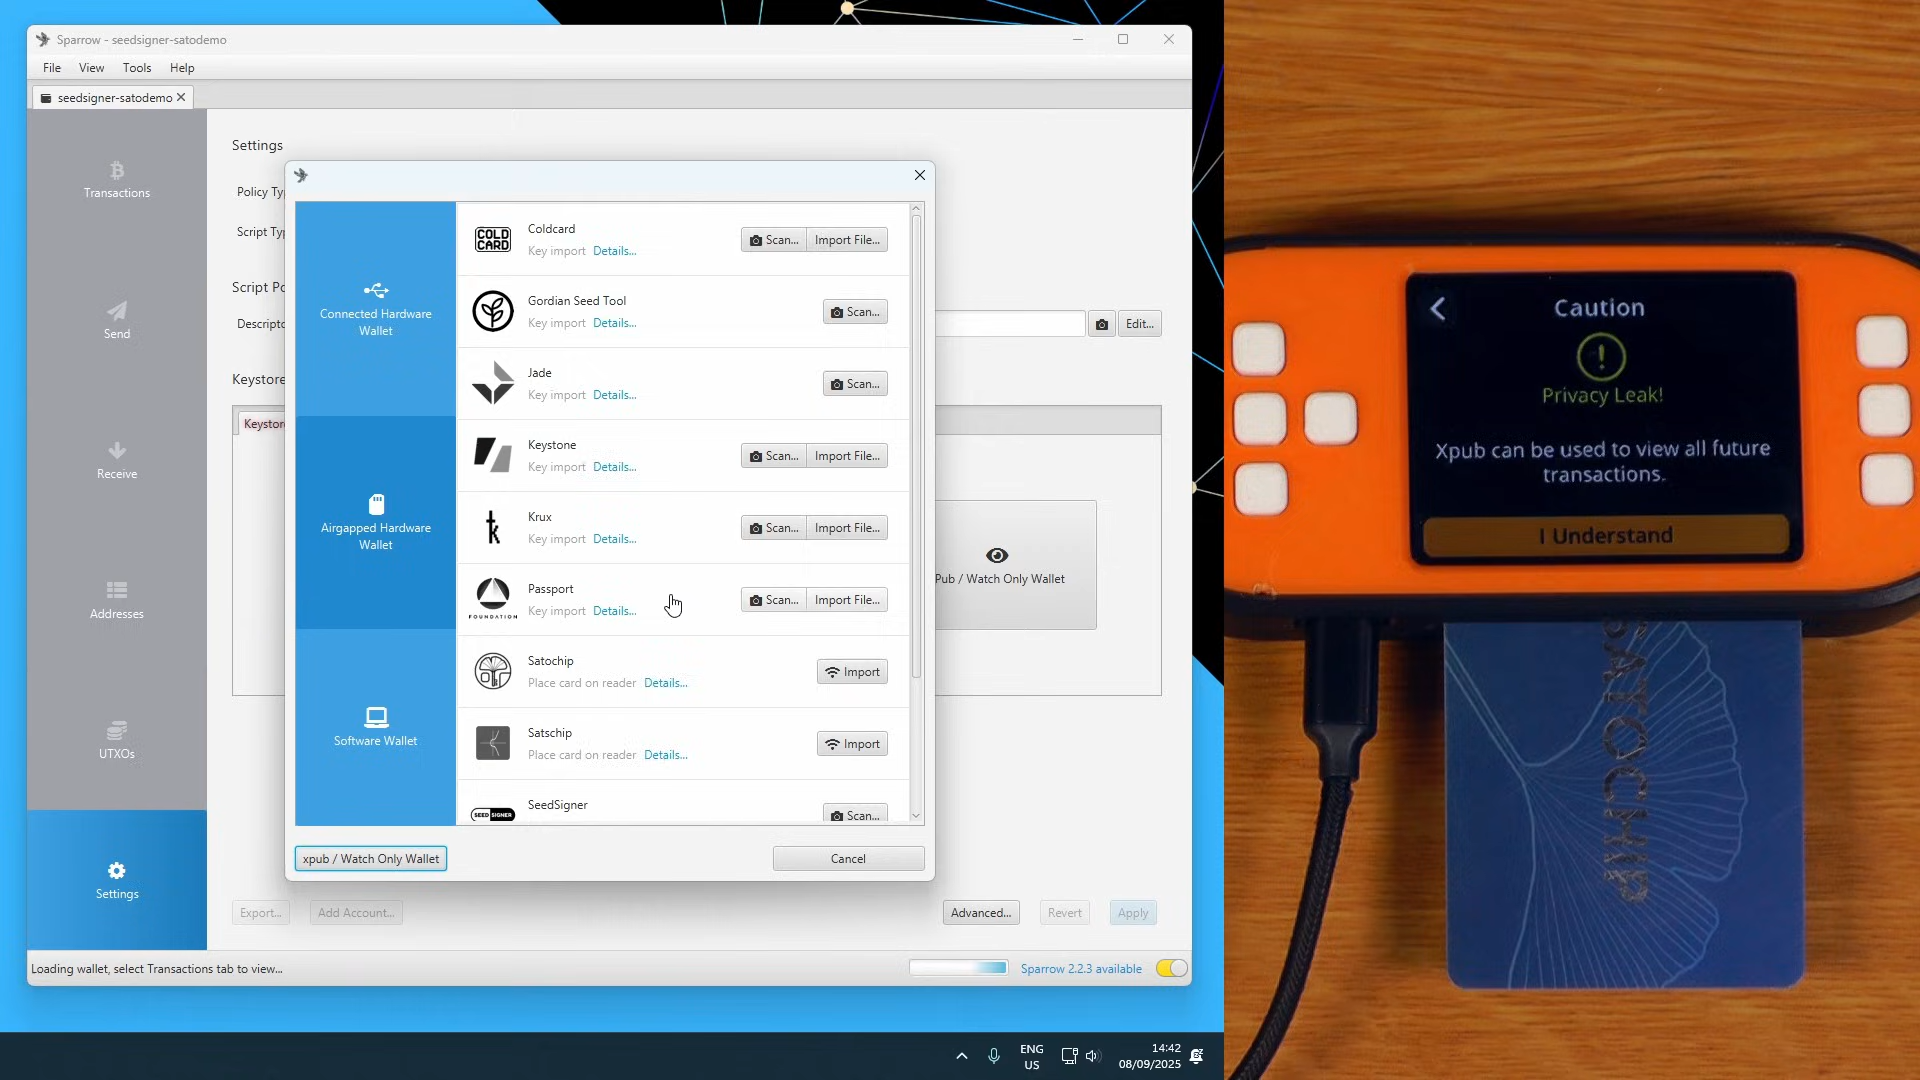 Sparrow - seedsigner-satodemo
File View Tools Help
seedsigner-satodemo
Transactions
Send
Receive
Addresses
UTXOs
Settings
Settings
Policy Ty
Script Ty
Script Po
Descripto
Edit...
Keystore
Keystore
Pub / Watch Only Wallet
Connected Hardware
Wallet
Airgapped Hardware
Wallet
Software Wallet
COLD
CARD
Coldcard
Key import Details...
Scan... Import File...
Gordian Seed Tool
Key import Details...
Scan...
Jade
Key import Details...
Scan...
Keystone
Key import Details...
Scan... Import File...
Krux
Key import Details...
Scan... Import File...
FOUNDATION
Passport
Key import Details...
Scan... Import File...
Satochip
Place card on reader Details...
Import
Satschip
Place card on reader Details...
Import
SEED SIGNER
SeedSigner
Scan...
xpub / Watch Only Wallet
Cancel
Export...
Add Account...
Advanced...
Revert
Apply
Loading wallet, select Transactions tab to view...
Sparrow 2.2.3 available
ENG
US
14:42
08/09/2025
Caution
Privacy Leak!
Xpub can be used to view all future
transactions.
I Understand
SATOCHIP